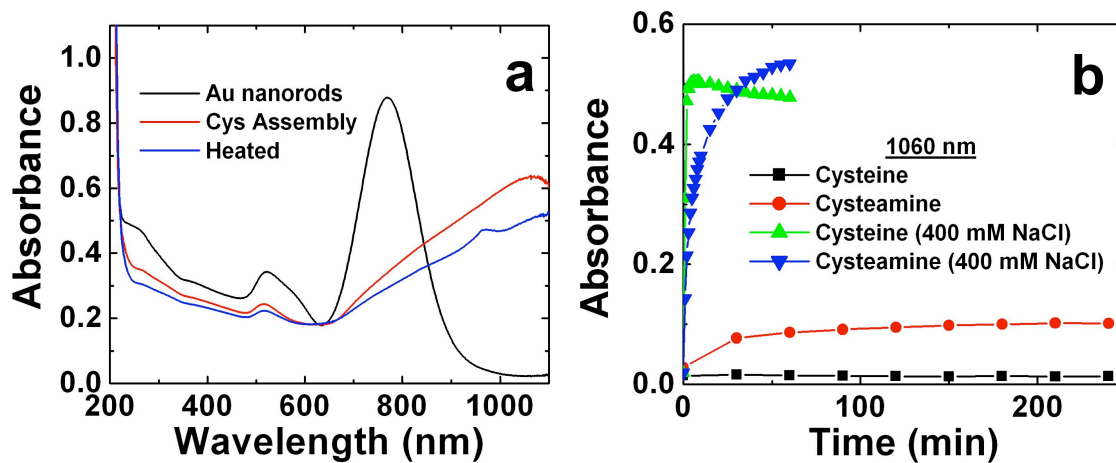 a
1.0
0.8
0.6
0.4
0.2
0.0
Absorbance
Au nanorods
Cys Assembly
Heated
200 400 600 800 1000
Wavelength (nm)
b
0.6
0.4
0.2
0.0
Absorbance
1060 nm
Cysteine
Cysteamine
Cysteine (400 mM NaCl)
Cysteamine (400 mM NaCl)
0 100 200
Time (min)